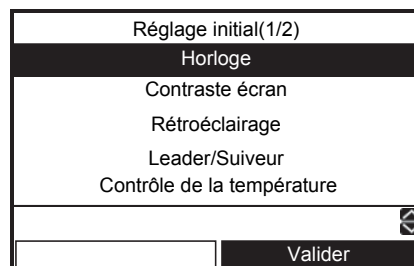 Réglage initial(1/2)
Horloge
Contraste écran
Rétroéclairage
Leader/Suiveur
Contrôle de la température
Valider